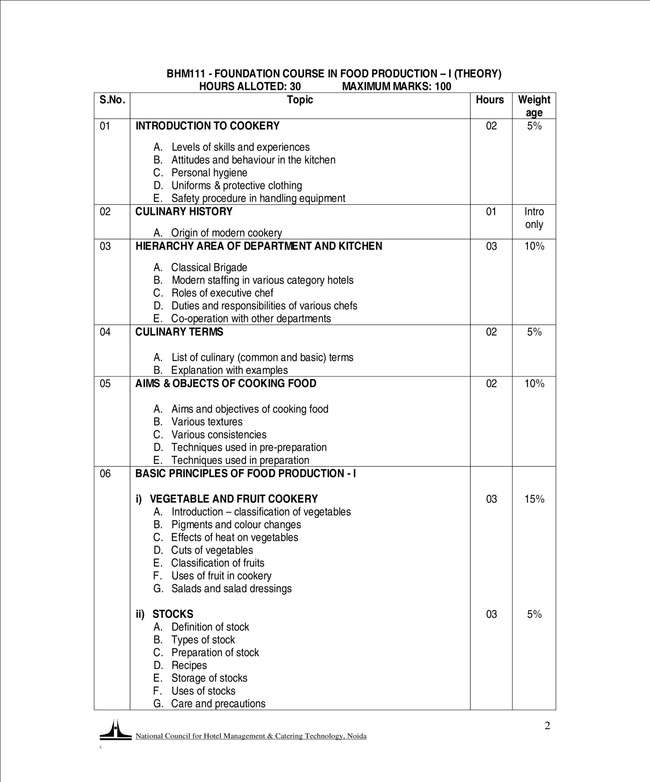 BHM111 - FOUNDATION COURSE IN FOOD PRODUCTION – I (THEORY)
HOURS ALLOTED: 30 MAXIMUM MARKS: 100
S.No. Topic Hours Weight
age
01 INTRODUCTION TO COOKERY 02 5%
A. Levels of skills and experiences
B. Attitudes and behaviour in the kitchen
C. Personal hygiene
D. Uniforms & protective clothing
E. Safety procedure in handling equipment
02 CULINARY HISTORY 01 Intro
only
A. Origin of modern cookery
03 HIERARCHY AREA OF DEPARTMENT AND KITCHEN 03 10%
A. Classical Brigade
B. Modern staffing in various category hotels
C. Roles of executive chef
D. Duties and responsibilities of various chefs
E. Co-operation with other departments
04 CULINARY TERMS 02 5%
A. List of culinary (common and basic) terms
B. Explanation with examples
05 AIMS & OBJECTS OF COOKING FOOD 02 10%
A. Aims and objectives of cooking food
B. Various textures
C. Various consistencies
D. Techniques used in pre-preparation
E. Techniques used in preparation
06 BASIC PRINCIPLES OF FOOD PRODUCTION - I
i) VEGETABLE AND FRUIT COOKERY 03 15%
A. Introduction – classification of vegetables
B. Pigments and colour changes
C. Effects of heat on vegetables
D. Cuts of vegetables
E. Classification of fruits
F. Uses of fruit in cookery
G. Salads and salad dressings
ii) STOCKS 03 5%
A. Definition of stock
B. Types of stock
C. Preparation of stock
D. Recipes
E. Storage of stocks
F. Uses of stocks
G. Care and precautions
2
National Council for Hotel Management & Catering Technology, Noida